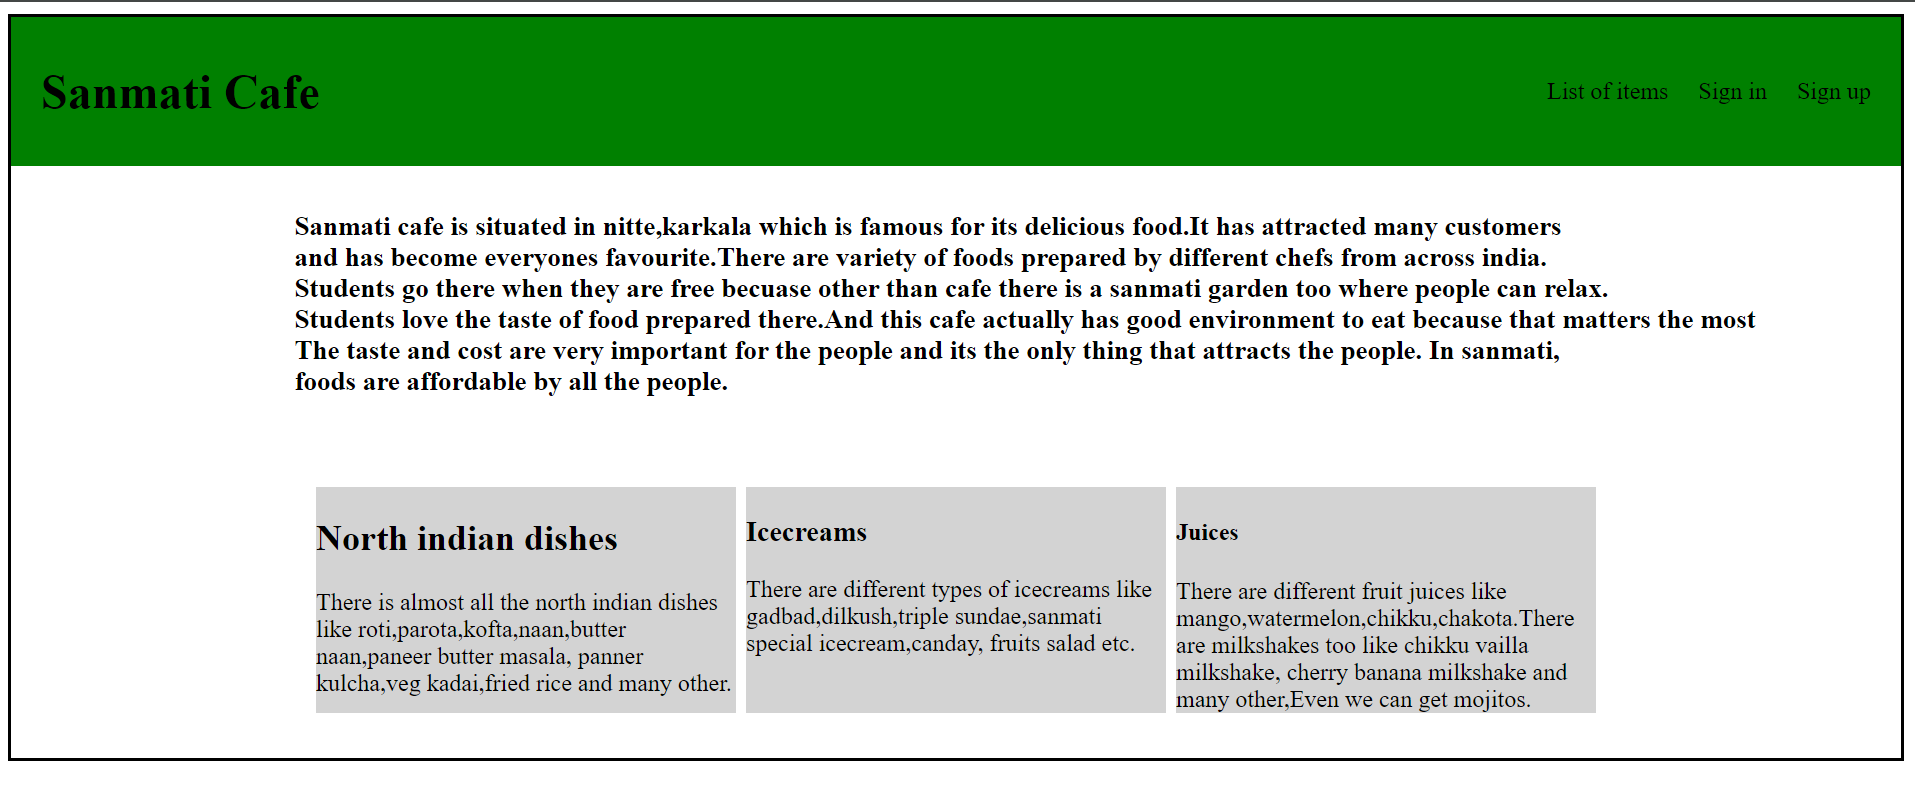 Sanmati Cafe
List of items
Sign in
Sign up
Sanmati cafe is situated in nitte,karkala which is famous for its delicious food.It has attracted many customers
and has become everyones favourite.There are variety of foods prepared by different chefs from across india.
Students go there when they are free becuase other than cafe there is a sanmati garden too where people can relax.
Students love the taste of food prepared there.And this cafe actually has good environment to eat because that matters the most
The taste and cost are very important for the people and its the only thing that attracts the people. In sanmati,
foods are affordable by all the people.
North indian dishes
There is almost all the north indian dishes
like roti,parota,kofta,naan,butter
naan,paneer butter masala, panner
kulcha,veg kadai,fried rice and many other.
Icecreams
There are different types of icecreams like
gadbad,dilkush,triple sundae,sanmati
special icecream,canday, fruits salad etc.
Juices
There are different fruit juices like
mango,watermelon,chikku,chakota.There
are milkshakes too like chikku vailla
milkshake, cherry banana milkshake and
many other,Even we can get mojitos.